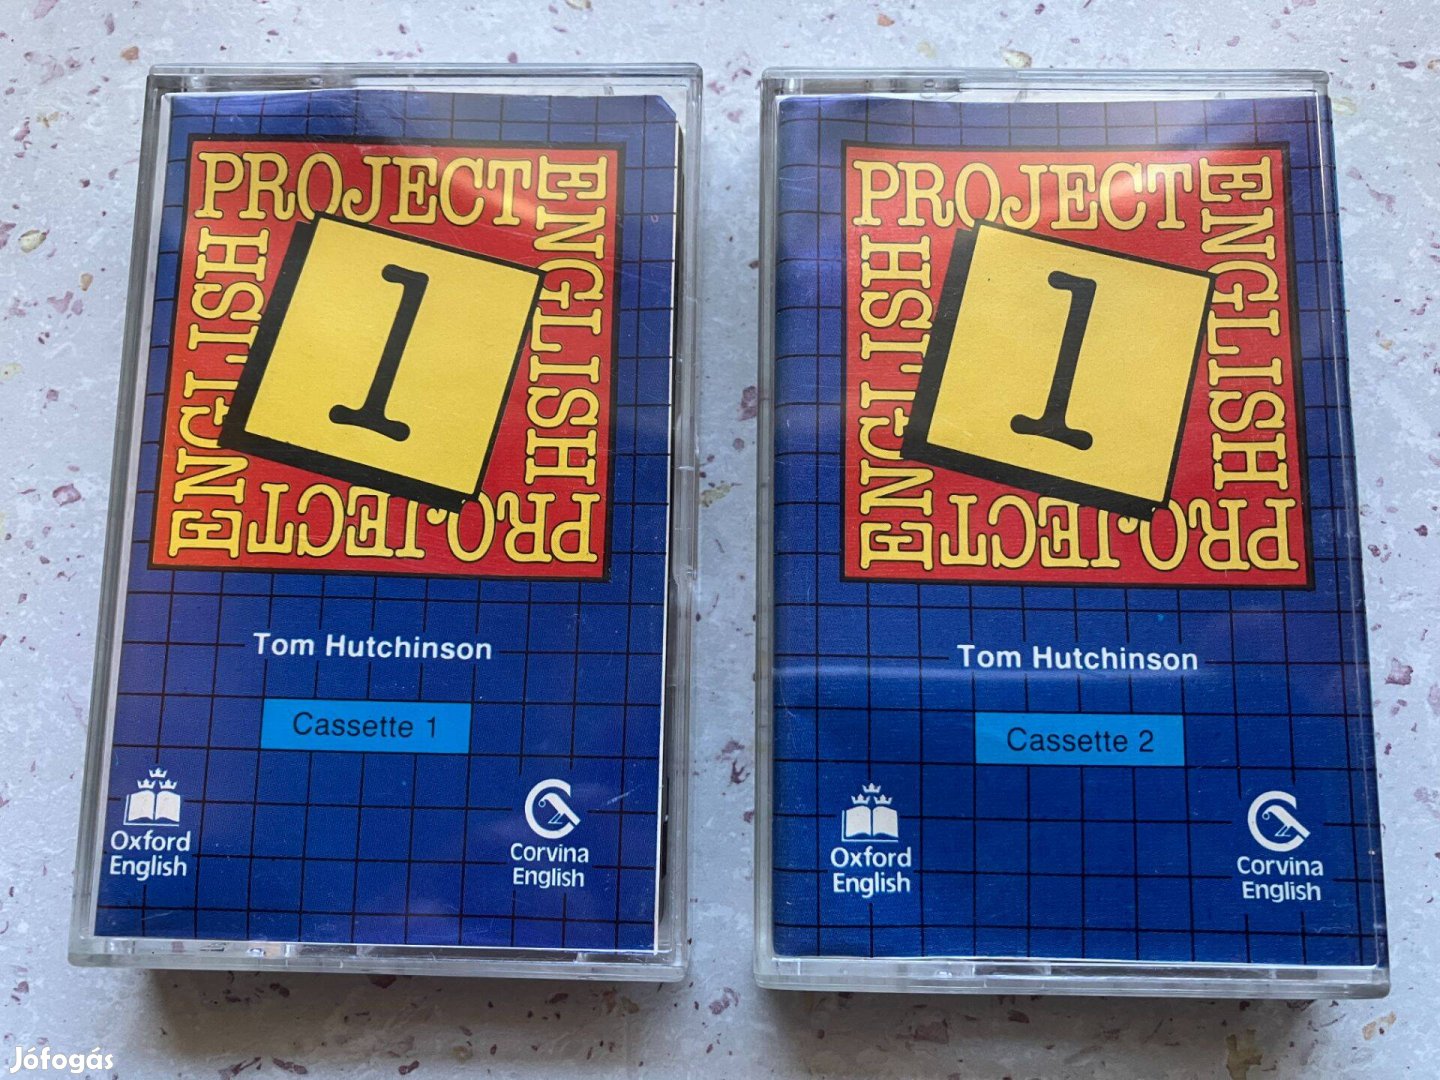 PROJECT
ENGLISH
PROJECT
ENGLISH
1
Tom Hutchinson
Cassette 1
Oxford
English
Corvina
English
PROJECT
ENGLISH
PROJECT
ENGLISH
1
Tom Hutchinson
Cassette 2
Oxford
English
Corvina
English
Jófogás